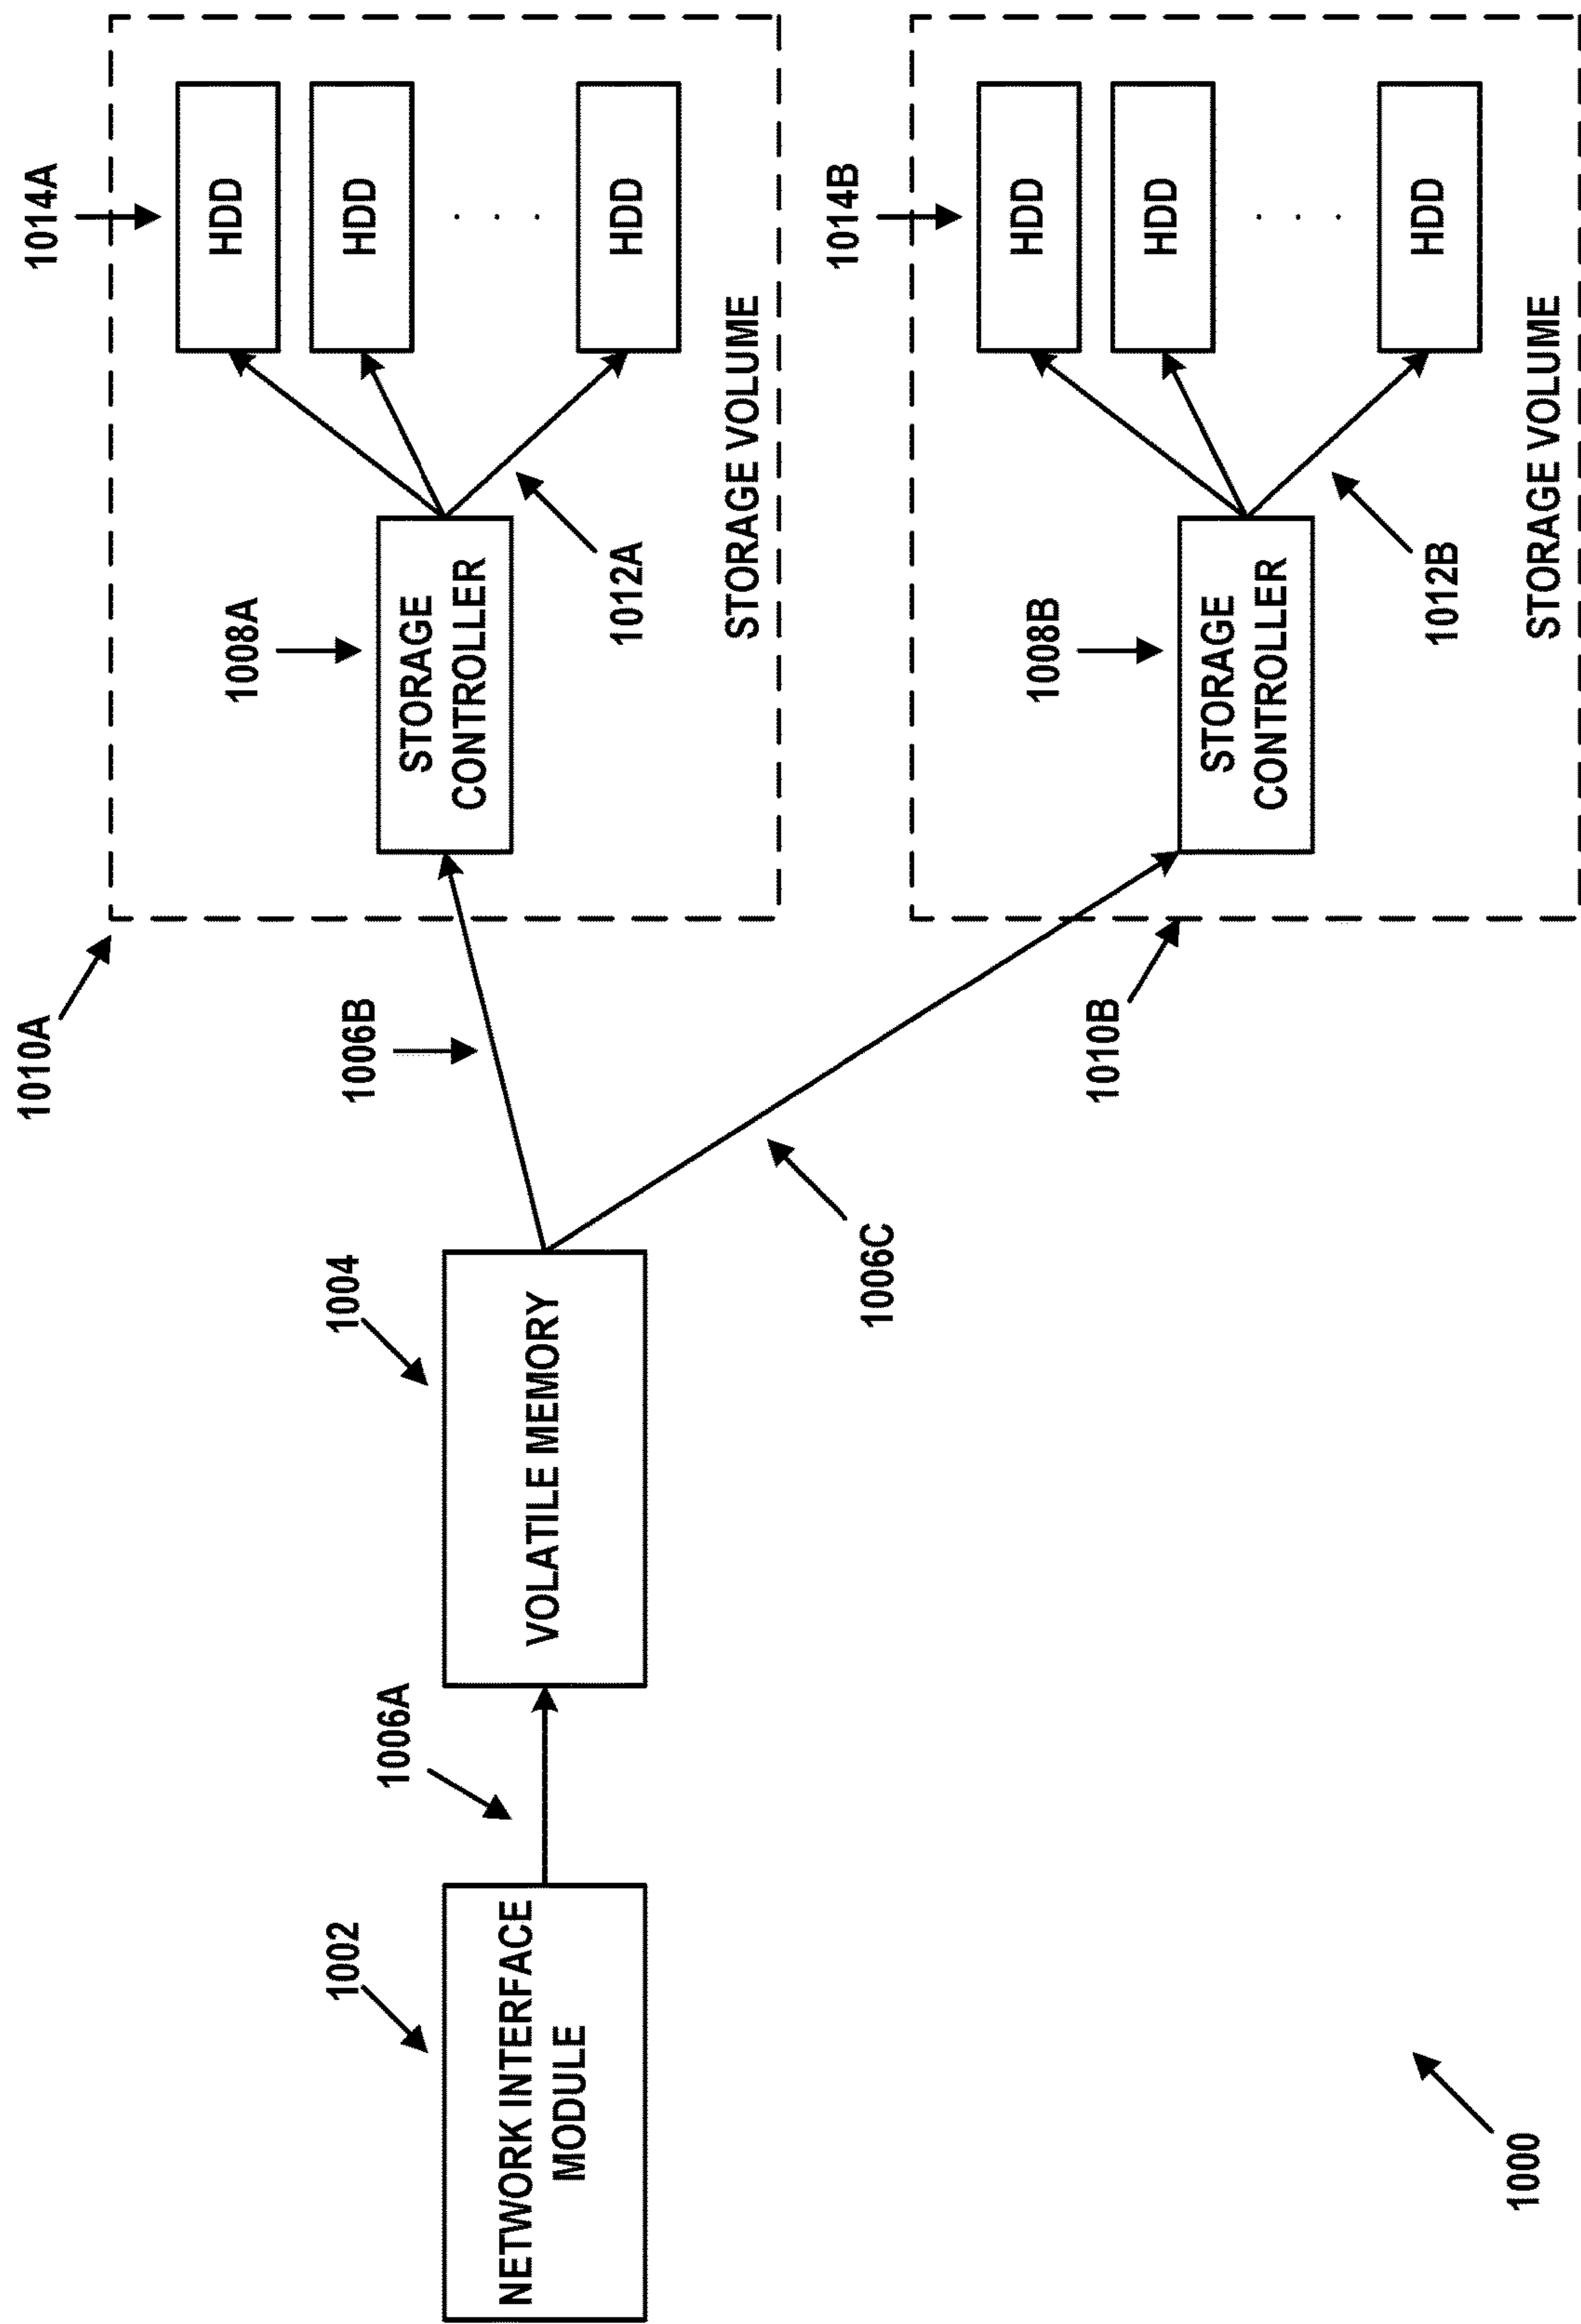 1000
1002
NETWORK INTERFACE
MODULE
1006A
1004
VOLATILE MEMORY
1006B
1006C
1010A
1008A
STORAGE
CONTROLLER
1012A
1014A
HDD
HDD
. . .
HDD
STORAGE VOLUME
1010B
1008B
STORAGE
CONTROLLER
1012B
1014B
HDD
HDD
. . .
HDD
STORAGE VOLUME